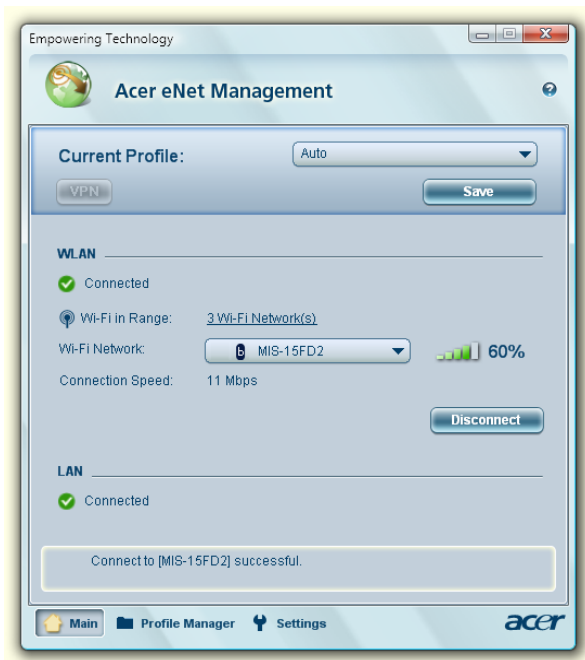 Empowering Technology
Acer eNet Management
Current Profile: Auto
VPN Save
WLAN
Connected
Wi-Fi in Range: 3 Wi-Fi Network(s)
Wi-Fi Network: b MIS-15FD2 60%
Connection Speed: 11 Mbps
Disconnect
LAN
Connected
Connect to [MIS-15FD2] successful.
Main Profile Manager Settings acer